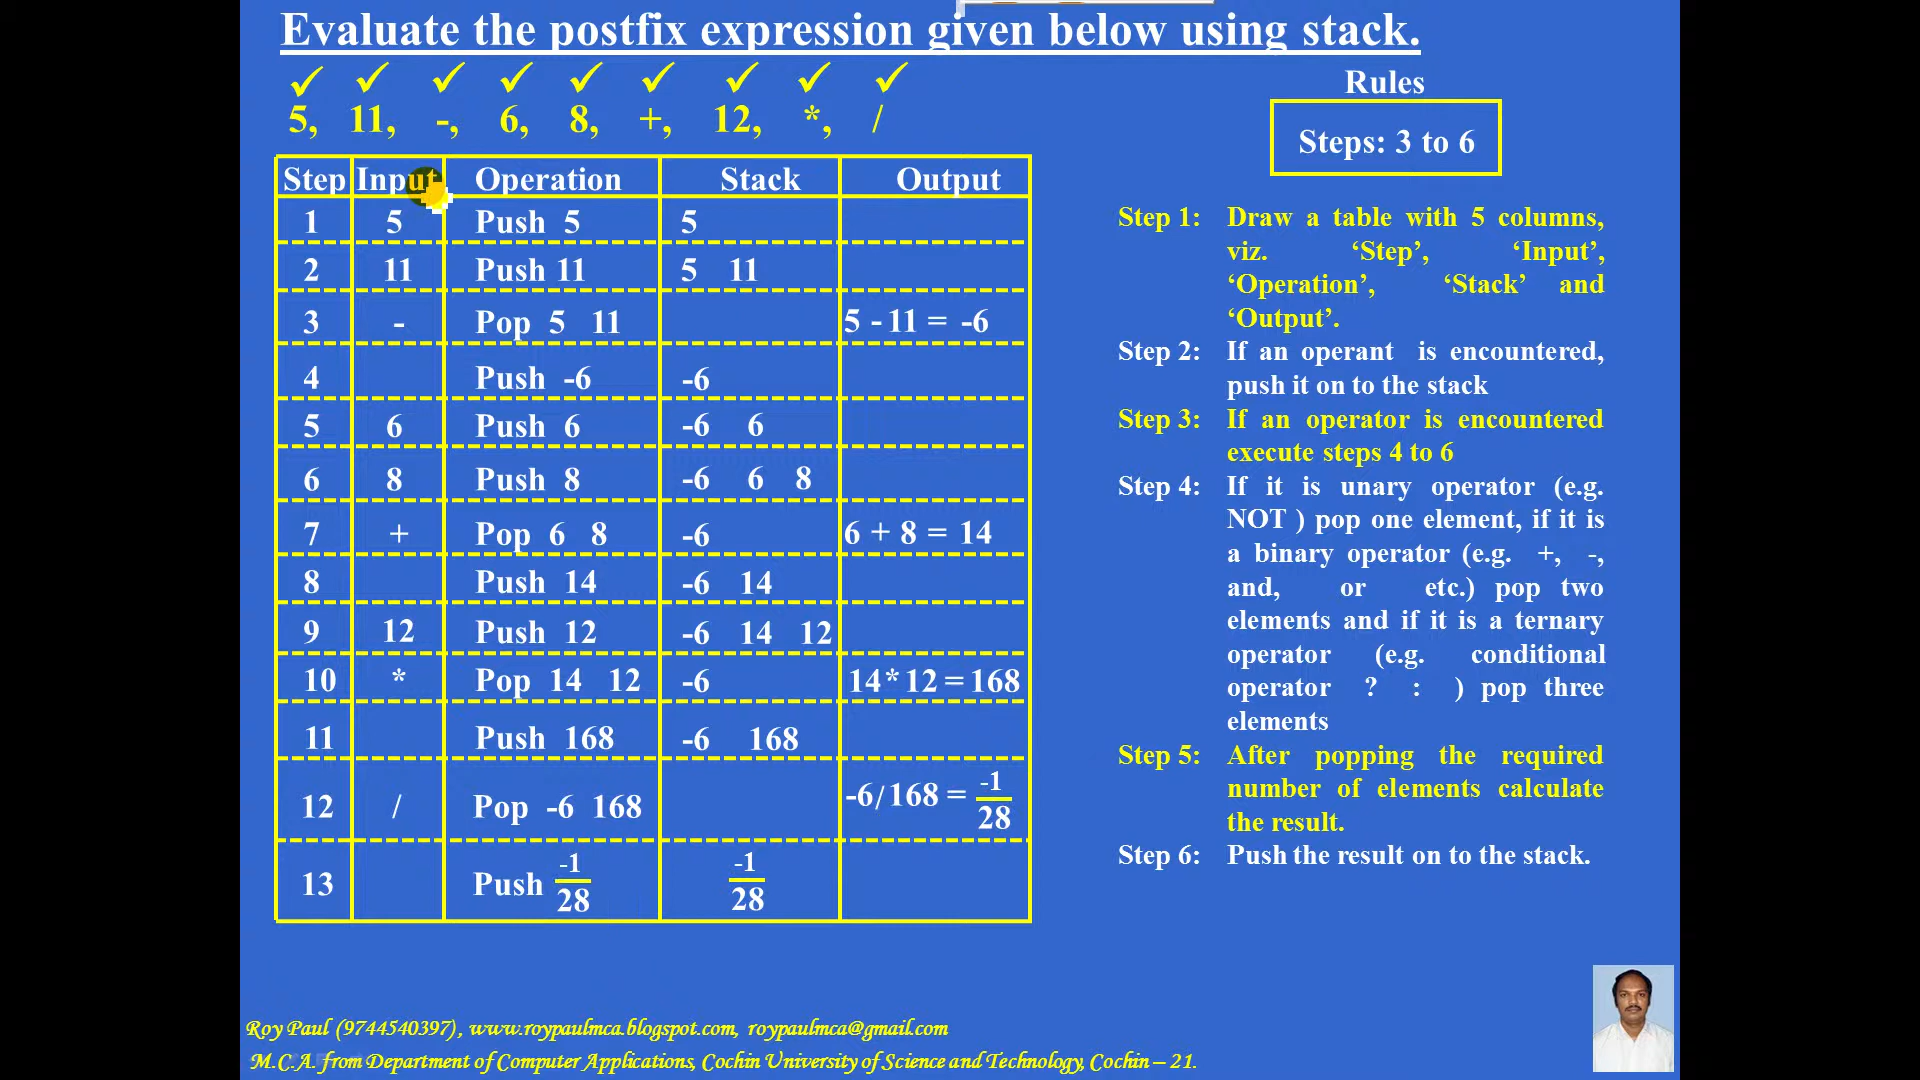 Evaluate the postfix expression given below using stack.
5, 11, -, 6, 8, +, 12, *, /
Step Input Operation Stack Output
1 5 Push 5 5
2 11 Push 11 5 11
3 - Pop 5 11 5 - 11 = -6
4 Push -6 -6
5 6 Push 6 -6 6
6 8 Push 8 -6 6 8
7 + Pop 6 8 -6 6 + 8 = 14
8 Push 14 -6 14
9 12 Push 12 -6 14 12
10 * Pop 14 12 -6 14 * 12 = 168
11 Push 168 -6 168
12 / Pop -6 168 -6/168 = -1/28
13 Push -1/28 -1/28
Rules
Steps: 3 to 6
Step 1: Draw a table with 5 columns,
viz. ‘Step’, ‘Input’,
‘Operation’, ‘Stack’ and
‘Output’.
Step 2: If an operant is encountered,
push it on to the stack
Step 3: If an operator is encountered
execute steps 4 to 6
Step 4: If it is unary operator (e.g.
NOT ) pop one element, if it is
a binary operator (e.g. +, -,
and, or etc.) pop two
elements and if it is a ternary
operator (e.g. conditional
operator ? : ) pop three
elements
Step 5: After popping the required
number of elements calculate
the result.
Step 6: Push the result on to the stack.
Roy Paul (9744540397), www.roypaulmca.blogspot.com, roypaulmca@gmail.com
M.C.A. from Department of Computer Applications, Cochin University of Science and Technology, Cochin – 21.